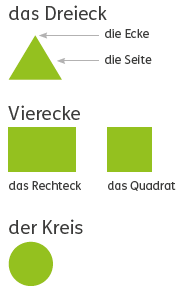 das Dreieck
die Ecke
die Seite
Vierecke
das Rechteck
das Quadrat
der Kreis